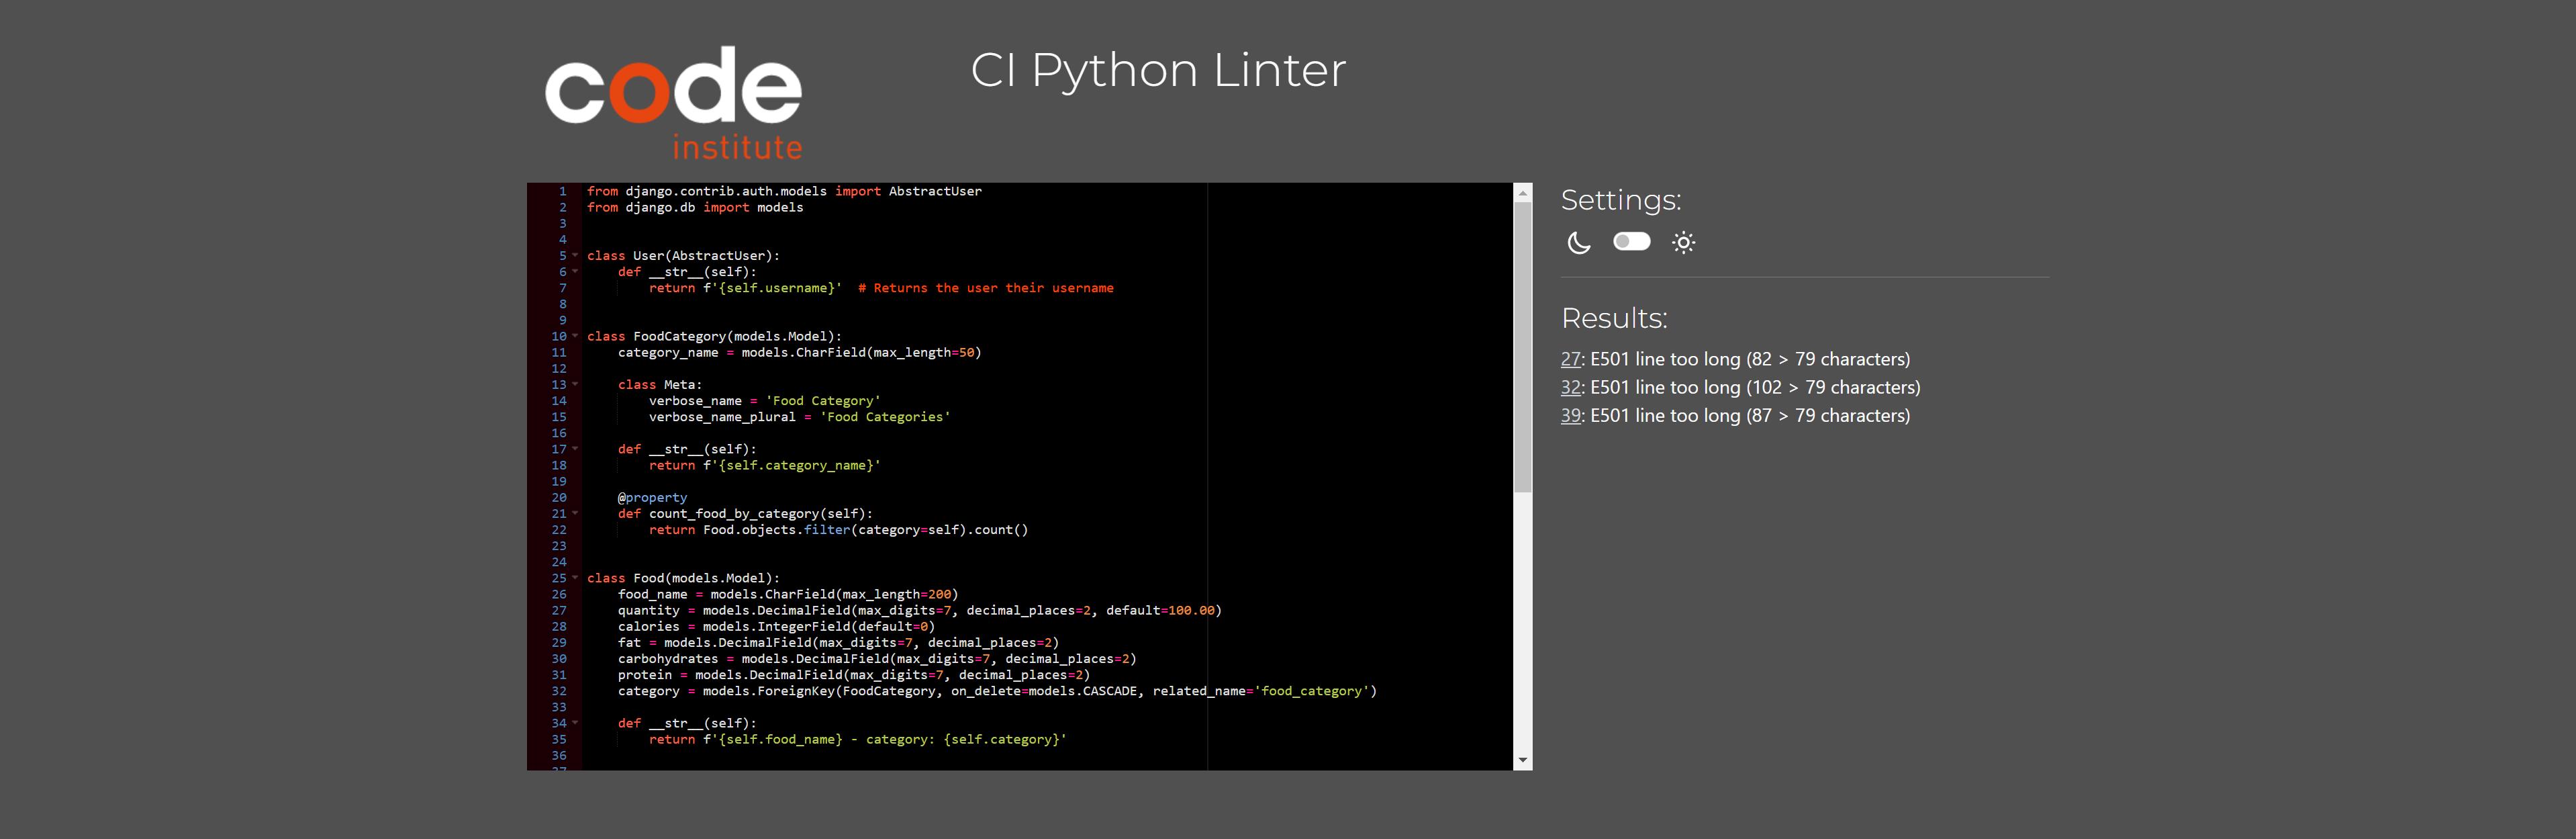 code
institute
CI Python Linter
1 from django.contrib.auth.models import AbstractUser
2 from django.db import models
3
4
5 class User(AbstractUser):
6     def __str__(self):
7         return f'{self.username}'  # Returns the user their username
8
9
10 class FoodCategory(models.Model):
11     category_name = models.CharField(max_length=50)
12
13     class Meta:
14         verbose_name = 'Food Category'
15         verbose_name_plural = 'Food Categories'
16
17     def __str__(self):
18         return f'{self.category_name}'
19
20     @property
21     def count_food_by_category(self):
22         return Food.objects.filter(category=self).count()
23
24
25 class Food(models.Model):
26     food_name = models.CharField(max_length=200)
27     quantity = models.DecimalField(max_digits=7, decimal_places=2, default=100.00)
28     calories = models.IntegerField(default=0)
29     fat = models.DecimalField(max_digits=7, decimal_places=2)
30     carbohydrates = models.DecimalField(max_digits=7, decimal_places=2)
31     protein = models.DecimalField(max_digits=7, decimal_places=2)
32     category = models.ForeignKey(FoodCategory, on_delete=models.CASCADE, related_name='food_category')
33
34     def __str__(self):
35         return f'{self.food_name} - category: {self.category}'
36
Settings:
Results:
27: E501 line too long (82 > 79 characters)
32: E501 line too long (102 > 79 characters)
39: E501 line too long (87 > 79 characters)